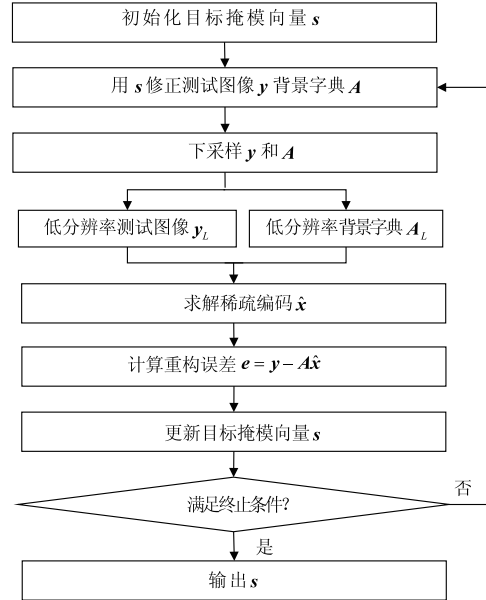 初始化目标掩模向量 s
用 s 修正测试图像 y 背景字典 A
下采样 y 和 A
低分辨率测试图像 y_L
低分辨率背景字典 A_L
求解稀疏编码 x̂
计算重构误差 e = y − Ax̂
更新目标掩模向量 s
满足终止条件?
否
是
输出 s